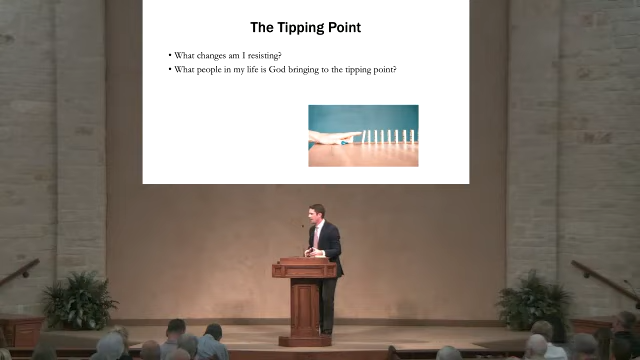 The Tipping Point
• What changes am I resisting?
• What people in my life is God bringing to the tipping point?